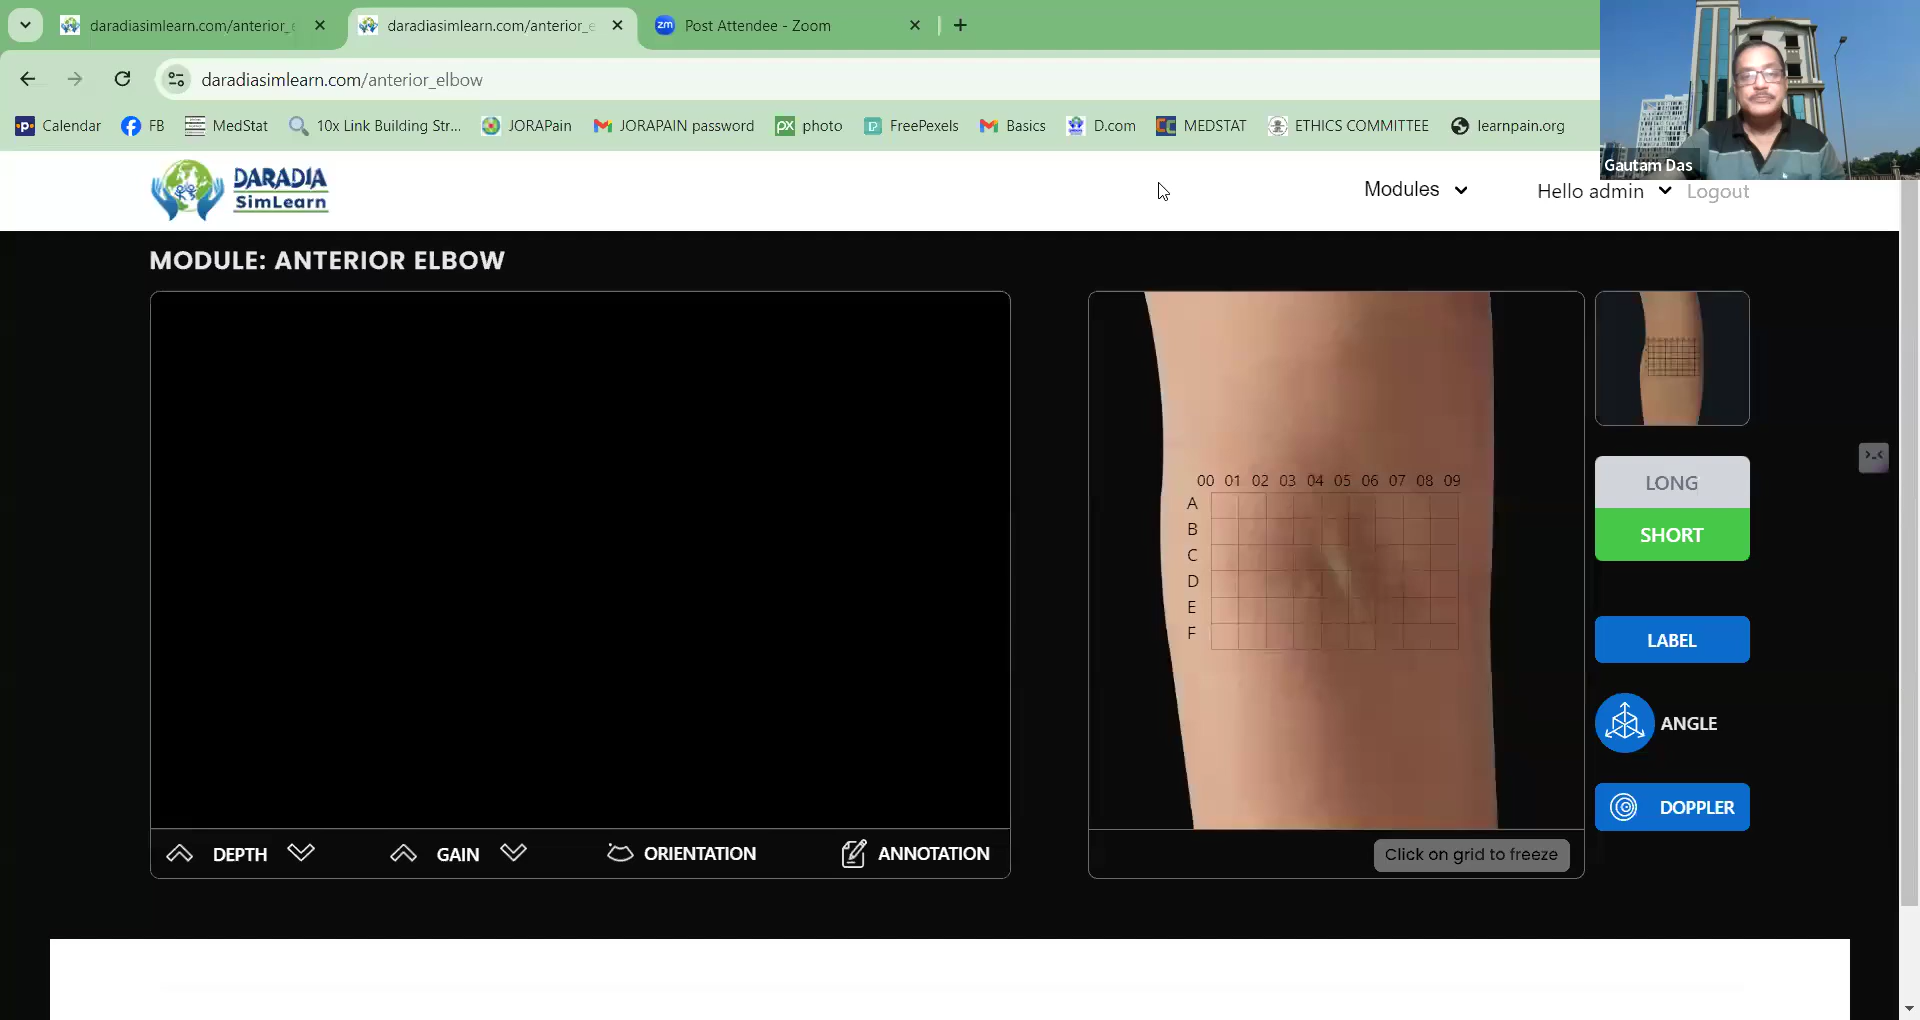 daradiasimlearn.com/anterior_
daradiasimlearn.com/anterior_e
zm Post Attendee - Zoom
daradiasimlearn.com/anterior_elbow
Calendar
FB
MedStat
10x Link Building Str...
JORAPain
JORAPAIN password
px photo
FreePexels
Basics
D.com
MEDSTAT
ETHICS COMMITTEE
learnpain.org
Gautam Das
DARADIA
SimLearn
Modules
Hello admin
Logout
MODULE: ANTERIOR ELBOW
00 01 02 03 04 05 06 07 08 09
A
B
C
D
E
F
LONG
SHORT
LABEL
ANGLE
DOPPLER
DEPTH
GAIN
ORIENTATION
ANNOTATION
Click on grid to freeze